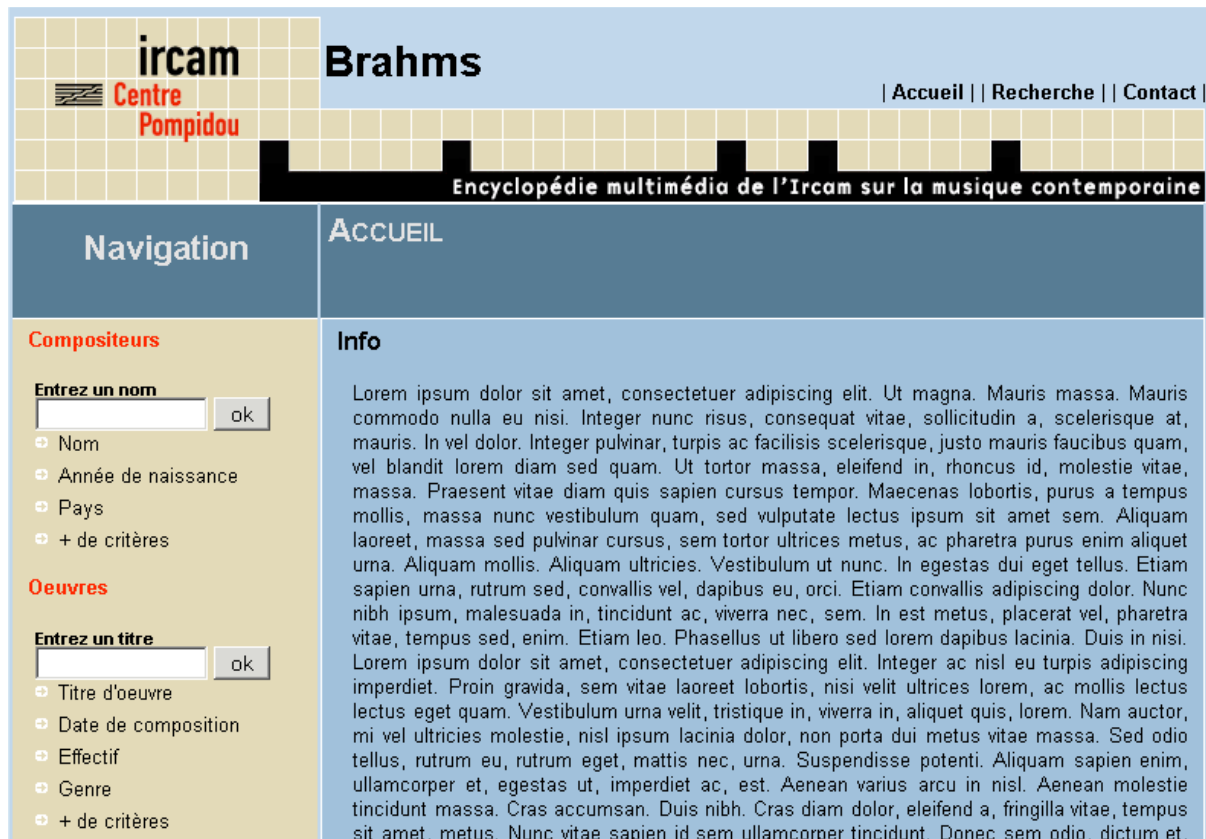 ircam
Centre
Pompidou
Brahms
| Accueil | | Recherche | | Contact |
Encyclopédie multimédia de l'Ircam sur la musique contemporaine
Navigation
ACCUEIL
Compositeurs
Entrez un nom
ok
Nom
Année de naissance
Pays
+ de critères
Oeuvres
Entrez un titre
ok
Titre d'oeuvre
Date de composition
Effectif
Genre
+ de critères
Info
Lorem ipsum dolor sit amet, consectetuer adipiscing elit. Ut magna. Mauris massa. Mauris
commodo nulla eu nisi. Integer nunc risus, consequat vitae, sollicitudin a, scelerisque at,
mauris. In vel dolor. Integer pulvinar, turpis ac facilisis scelerisque, justo mauris faucibus quam,
vel blandit lorem diam sed quam. Ut tortor massa, eleifend in, rhoncus id, molestie vitae,
massa. Praesent vitae diam quis sapien cursus tempor. Maecenas lobortis, purus a tempus
mollis, massa nunc vestibulum quam, sed vulputate lectus ipsum sit amet sem. Aliquam
laoreet, massa sed pulvinar cursus, sem tortor ultrices metus, ac pharetra purus enim aliquet
urna. Aliquam mollis. Aliquam ultricies. Vestibulum ut nunc. In egestas dui eget tellus. Etiam
sapien urna, rutrum sed, convallis vel, dapibus eu, orci. Etiam convallis adipiscing dolor. Nunc
nibh ipsum, malesuada in, tincidunt ac, viverra nec, sem. In est metus, placerat vel, pharetra
vitae, tempus sed, enim. Etiam leo. Phasellus ut libero sed lorem dapibus lacinia. Duis in nisi.
Lorem ipsum dolor sit amet, consectetuer adipiscing elit. Integer ac nisl eu turpis adipiscing
imperdiet. Proin gravida, sem vitae laoreet lobortis, nisi velit ultrices lorem, ac mollis lectus
lectus eget quam. Vestibulum urna velit, tristique in, viverra in, aliquet quis, lorem. Nam auctor,
mi vel ultricies molestie, nisl ipsum lacinia dolor, non porta dui metus vitae massa. Sed odio
tellus, rutrum eu, rutrum eget, mattis nec, urna. Suspendisse potenti. Aliquam sapien enim,
ullamcorper et, egestas ut, imperdiet ac, est. Aenean varius arcu in nisl. Aenean molestie
tincidunt massa. Cras accumsan. Duis nibh. Cras diam dolor, eleifend a, fringilla vitae, tempus
sit amet, metus. Nunc vitae sapien id sem ullamcorper tincidunt. Donec sem odio, dictum et,